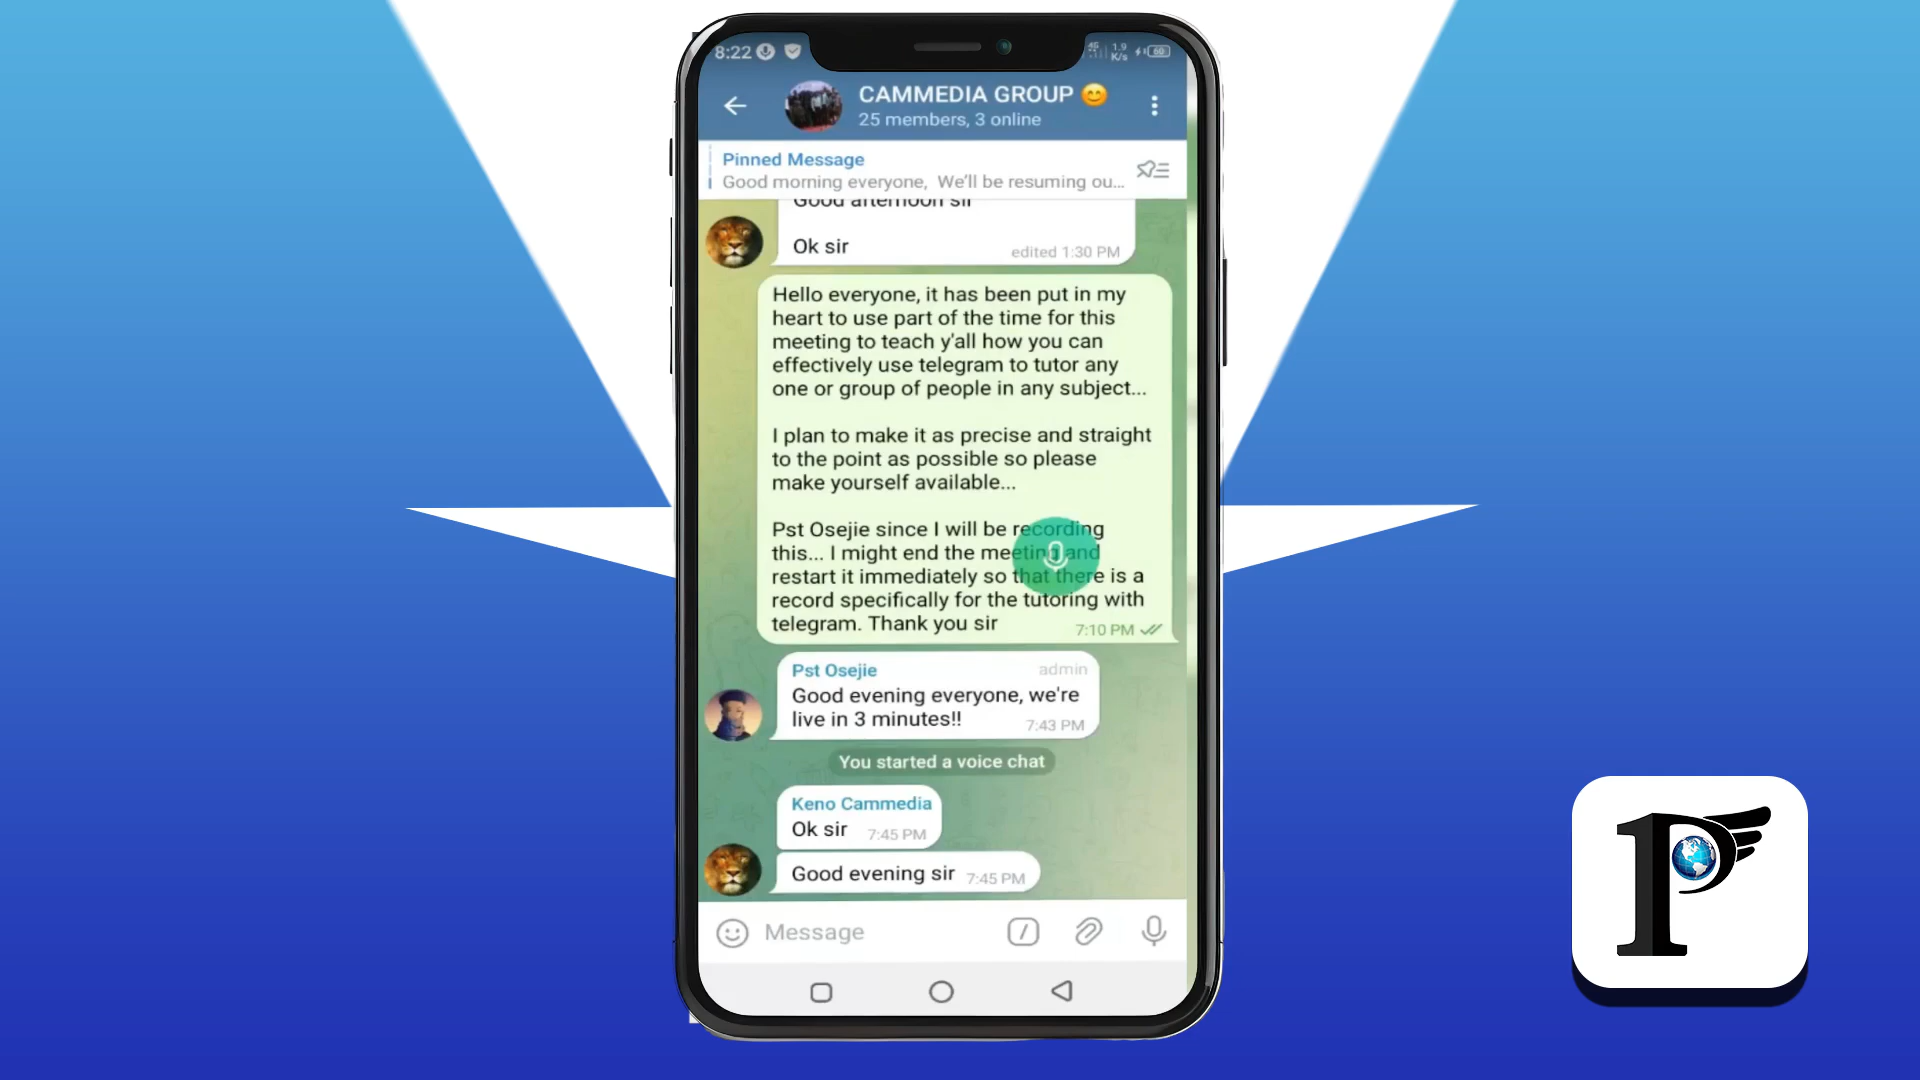 8:22
4G
1.9
K/s
60
CAMMEDIA GROUP 😊
25 members, 3 online
Pinned Message
Good morning everyone, We'll be resuming ou...
Good afternoon sir
Ok sir
edited 1:30 PM
Hello everyone, it has been put in my
heart to use part of the time for this
meeting to teach y'all how you can
effectively use telegram to tutor any
one or group of people in any subject...
I plan to make it as precise and straight
to the point as possible so please
make yourself available...
Pst Osejie since I will be recording
this... I might end the meeting and
restart it immediately so that there is a
record specifically for the tutoring with
telegram. Thank you sir
7:10 PM
Pst Osejie admin
Good evening everyone, we're
live in 3 minutes!!
7:43 PM
You started a voice chat
Keno Cammedia
Ok sir 7:45 PM
Good evening sir 7:45 PM
Message
P